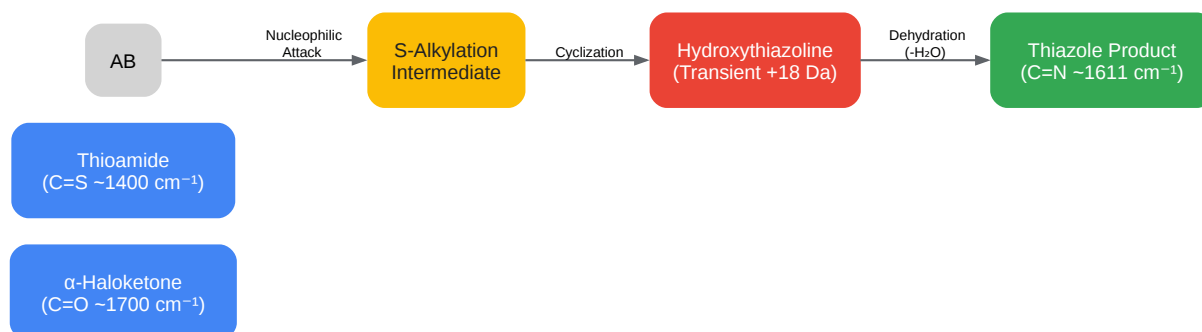 AB
Nucleophilic
Attack
S-Alkylation
Intermediate
Cyclization
Hydroxythiazoline
(Transient +18 Da)
Dehydration
(-H₂O)
Thiazole Product
(C=N ~1611 cm⁻¹)
Thioamide
(C=S ~1400 cm⁻¹)
α-Haloketone
(C=O ~1700 cm⁻¹)